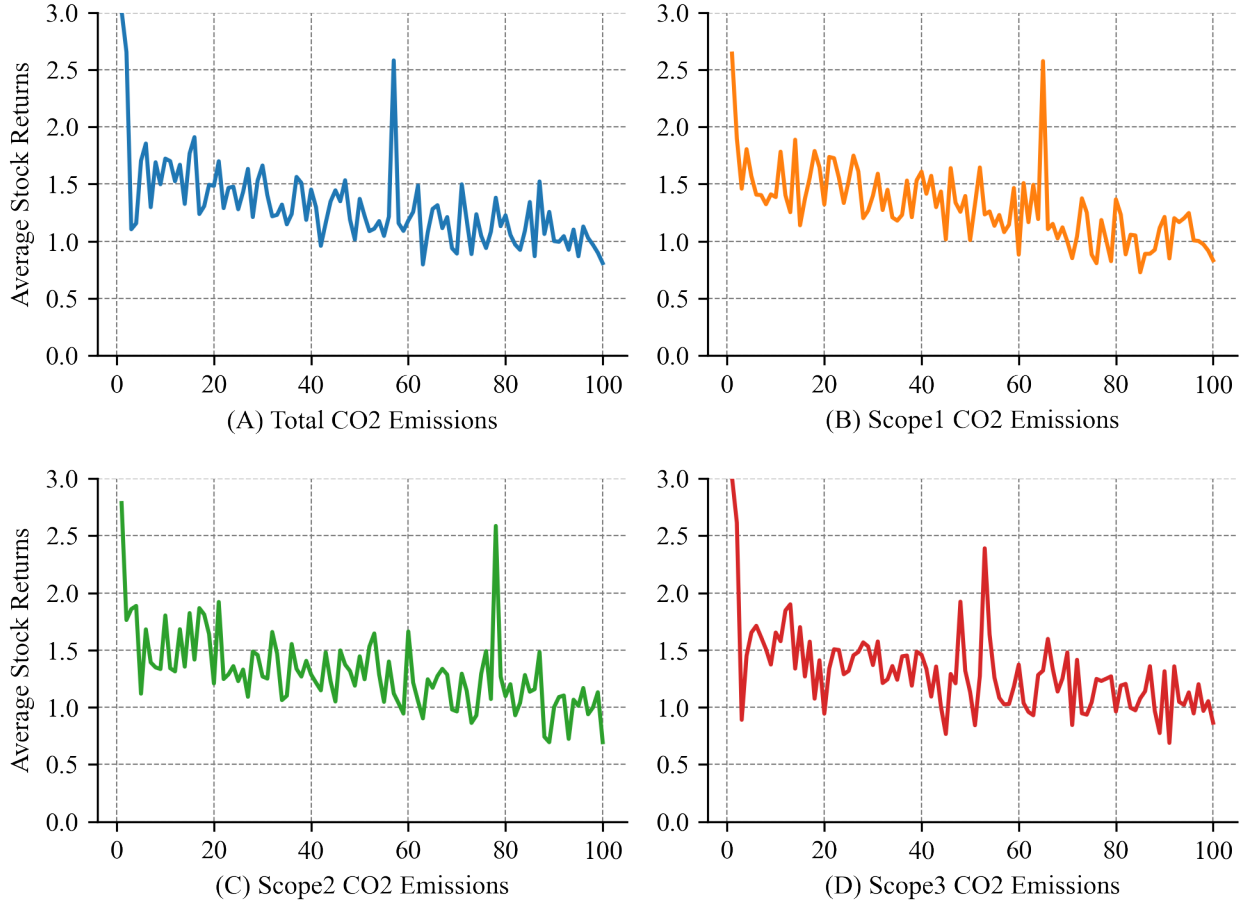 3.0
2.5
2.0
1.5
1.0
0.5
0.0
Average Stock Returns
0 20 40 60 80 100
(A) Total CO2 Emissions
3.0
2.5
2.0
1.5
1.0
0.5
0.0
0 20 40 60 80 100
(B) Scope1 CO2 Emissions
3.0
2.5
2.0
1.5
1.0
0.5
0.0
Average Stock Returns
0 20 40 60 80 100
(C) Scope2 CO2 Emissions
3.0
2.5
2.0
1.5
1.0
0.5
0.0
0 20 40 60 80 100
(D) Scope3 CO2 Emissions